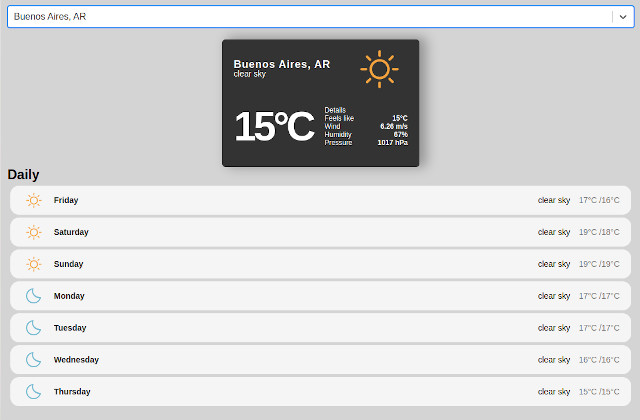 Buenos Aires, AR
Buenos Aires, AR
clear sky
15°C
Details
Feels like 15°C
Wind 6.26 m/s
Humidity 67%
Pressure 1017 hPa
Daily
Friday clear sky 17°C /16°C
Saturday clear sky 19°C /18°C
Sunday clear sky 19°C /19°C
Monday clear sky 17°C /17°C
Tuesday clear sky 17°C /17°C
Wednesday clear sky 16°C /16°C
Thursday clear sky 15°C /15°C